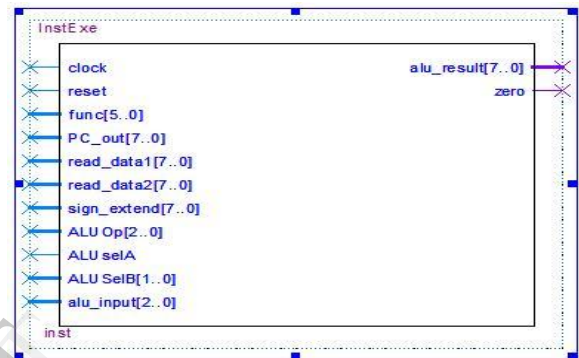 InstExe
clock
reset
func[5..0]
PC_out[7..0]
read_data1[7..0]
read_data2[7..0]
sign_extend[7..0]
ALUOp[2..0]
ALUselA
ALUSelB[1..0]
alu_input[2..0]
alu_result[7..0]
zero
inst